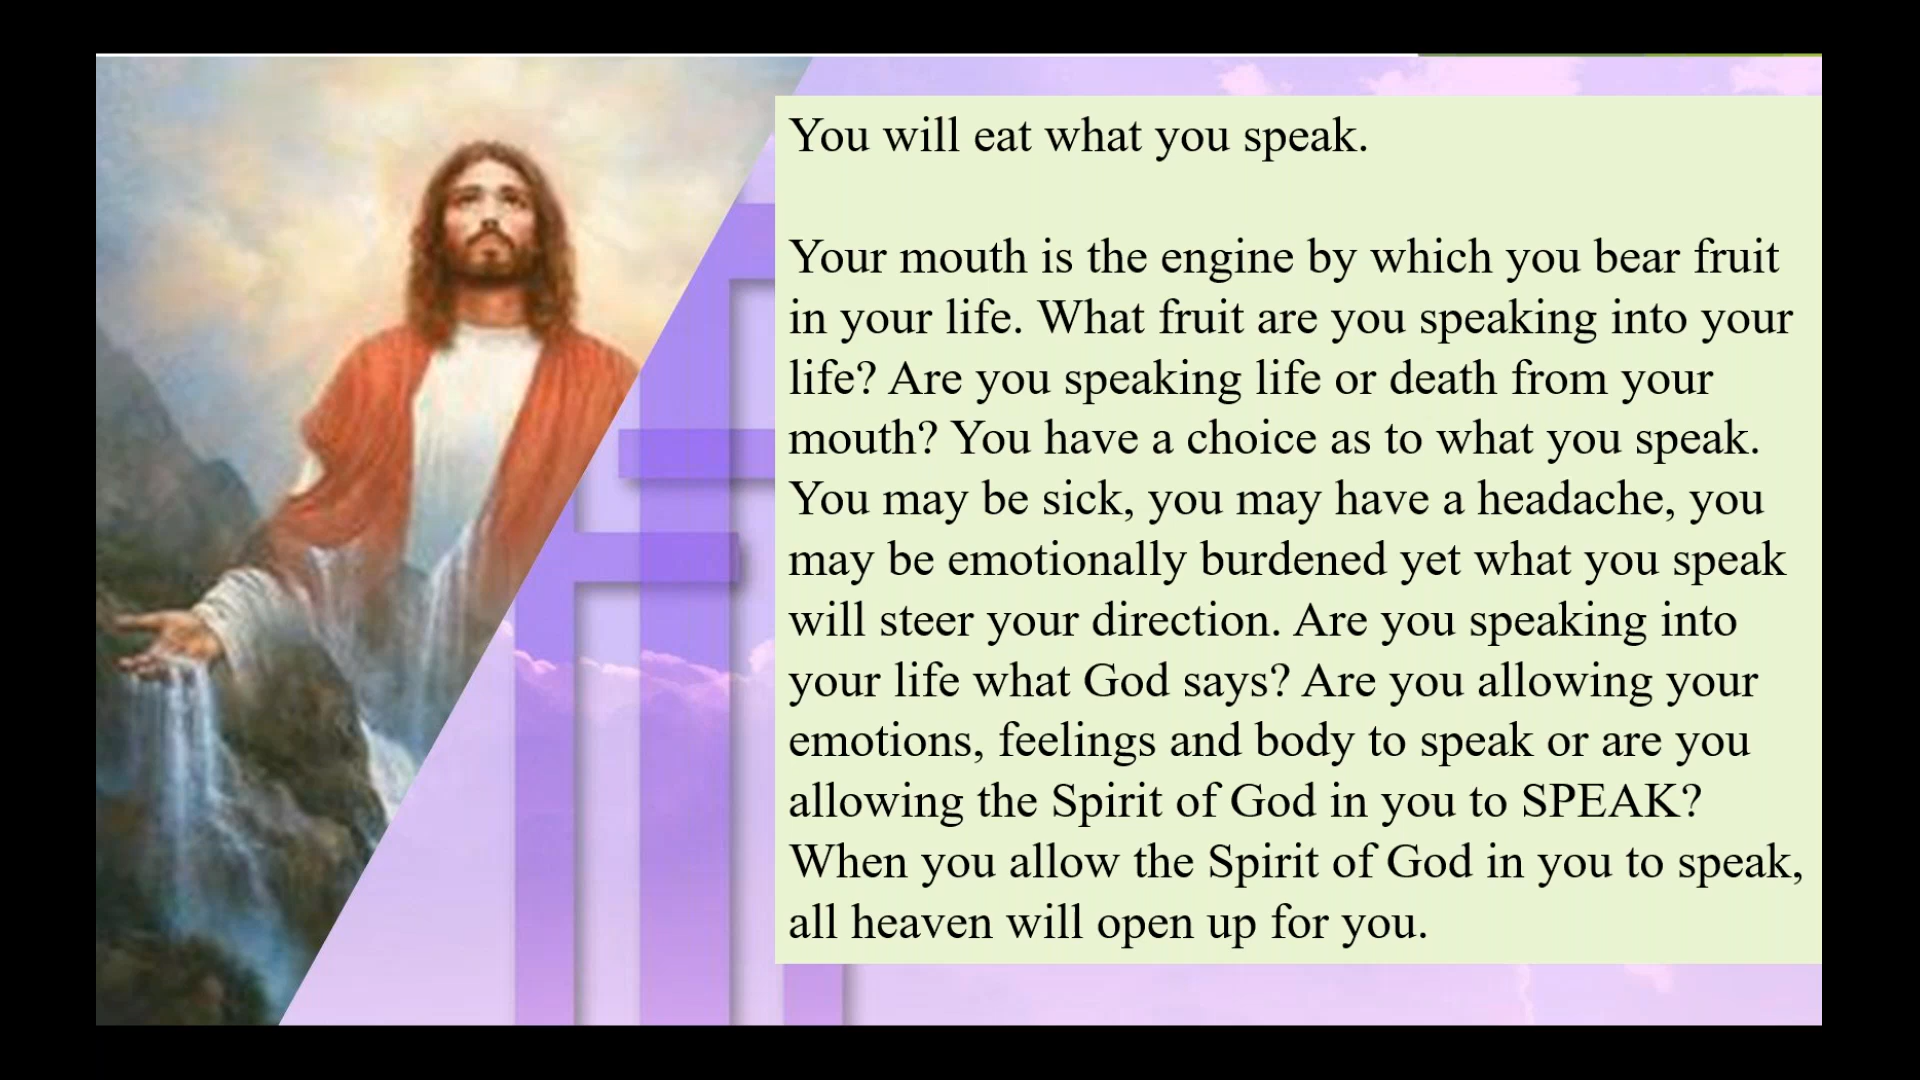 You will eat what you speak.
Your mouth is the engine by which you bear fruit
in your life. What fruit are you speaking into your
life? Are you speaking life or death from your
mouth? You have a choice as to what you speak.
You may be sick, you may have a headache, you
may be emotionally burdened yet what you speak
will steer your direction. Are you speaking into
your life what God says? Are you allowing your
emotions, feelings and body to speak or are you
allowing the Spirit of God in you to SPEAK?
When you allow the Spirit of God in you to speak,
all heaven will open up for you.